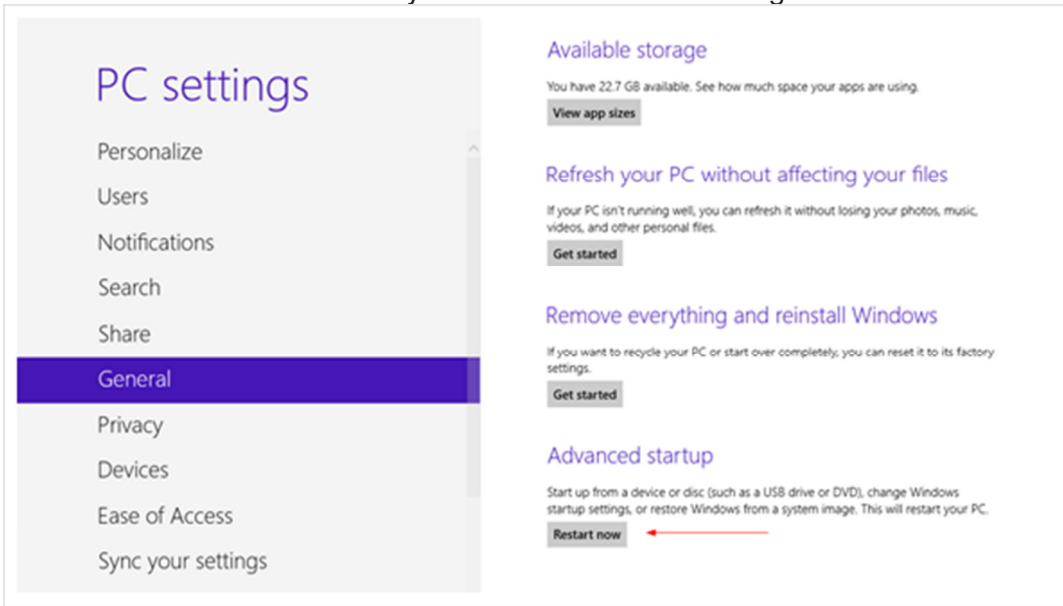 PC settings
Personalize
Users
Notifications
Search
Share
General
Privacy
Devices
Ease of Access
Sync your settings
Available storage
You have 22.7 GB available. See how much space your apps are using.
View app sizes
Refresh your PC without affecting your files
If your PC isn't running well, you can refresh it without losing your photos, music,
videos, and other personal files.
Get started
Remove everything and reinstall Windows
If you want to recycle your PC or start over completely, you can reset it to its factory
settings.
Get started
Advanced startup
Start up from a device or disc (such as a USB drive or DVD), change Windows
startup settings, or restore Windows from a system image. This will restart your PC.
Restart now